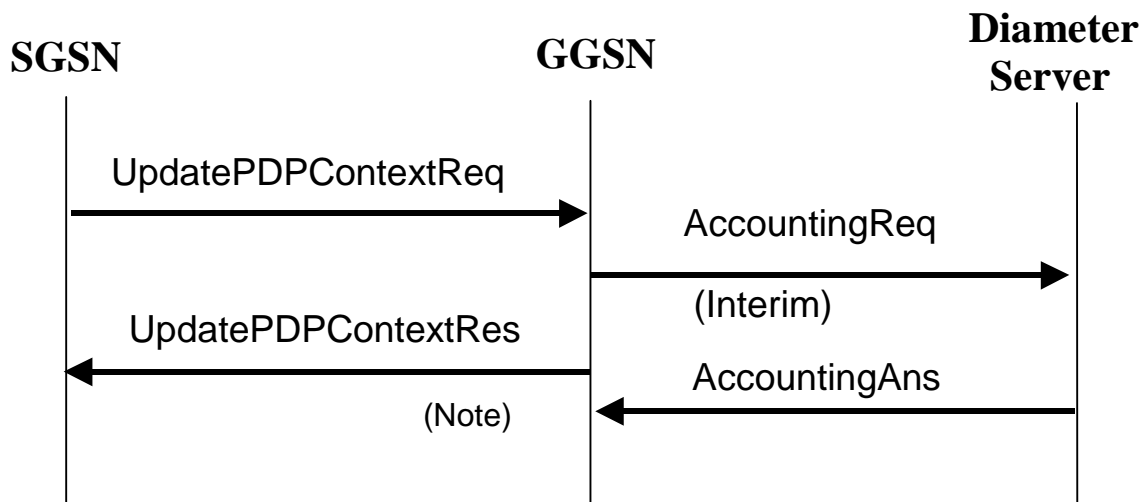 SGSN
GGSN
Diameter
Server
UpdatePDPContextReq
AccountingReq
(Interim)
UpdatePDPContextRes
AccountingAns
(Note)